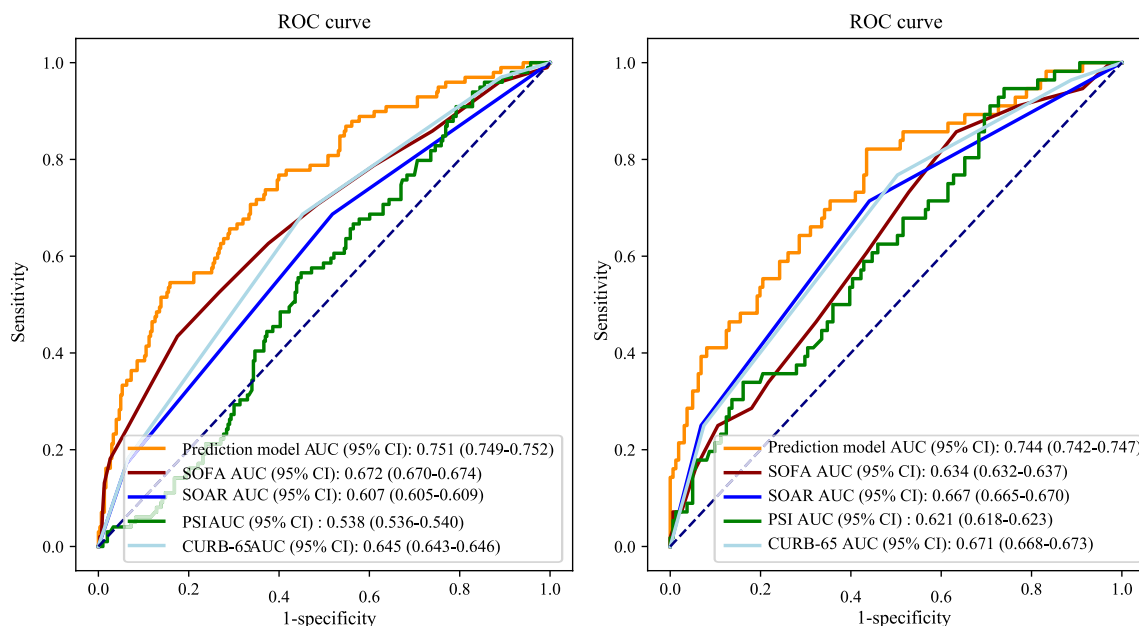 ROC curve
Sensitivity
1.0
0.8
0.6
0.4
0.2
0.0
Prediction model AUC (95% CI): 0.751 (0.749-0.752)
SOFA AUC (95% CI): 0.672 (0.670-0.674)
SOAR AUC (95% CI): 0.607 (0.605-0.609)
PSIAUC (95% CI) : 0.538 (0.536-0.540)
CURB-65AUC (95% CI): 0.645 (0.643-0.646)
0.0 0.2 0.4 0.6 0.8 1.0
1-specificity
ROC curve
Sensitivity
1.0
0.8
0.6
0.4
0.2
0.0
Prediction model AUC (95% CI): 0.744 (0.742-0.747)
SOFA AUC (95% CI): 0.634 (0.632-0.637)
SOAR AUC (95% CI): 0.667 (0.665-0.670)
PSI AUC (95% CI) : 0.621 (0.618-0.623)
CURB-65 AUC (95% CI): 0.671 (0.668-0.673)
0.0 0.2 0.4 0.6 0.8 1.0
1-specificity